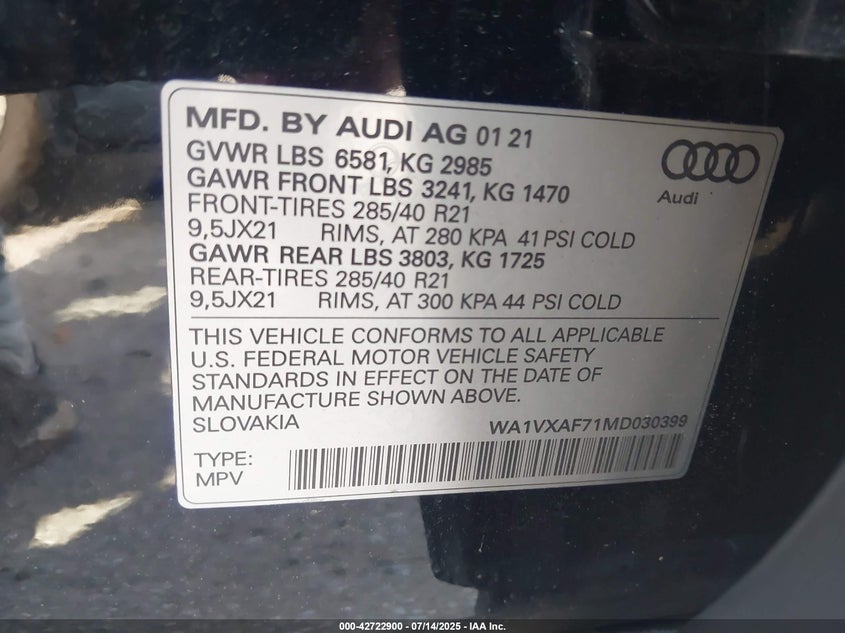 MFD. BY AUDI AG 01 21
GVWR LBS 6581, KG 2985
GAWR FRONT LBS 3241, KG 1470
FRONT-TIRES 285/40 R21
9,5JX21 RIMS, AT 280 KPA 41 PSI COLD
GAWR REAR LBS 3803, KG 1725
REAR-TIRES 285/40 R21
9,5JX21 RIMS, AT 300 KPA 44 PSI COLD
Audi
THIS VEHICLE CONFORMS TO ALL APPLICABLE
U.S. FEDERAL MOTOR VEHICLE SAFETY
STANDARDS IN EFFECT ON THE DATE OF
MANUFACTURE SHOWN ABOVE.
SLOVAKIA WA1VXAF71MD030399
TYPE:
MPV
000-42722900 - 07/14/2025 - IAA Inc.